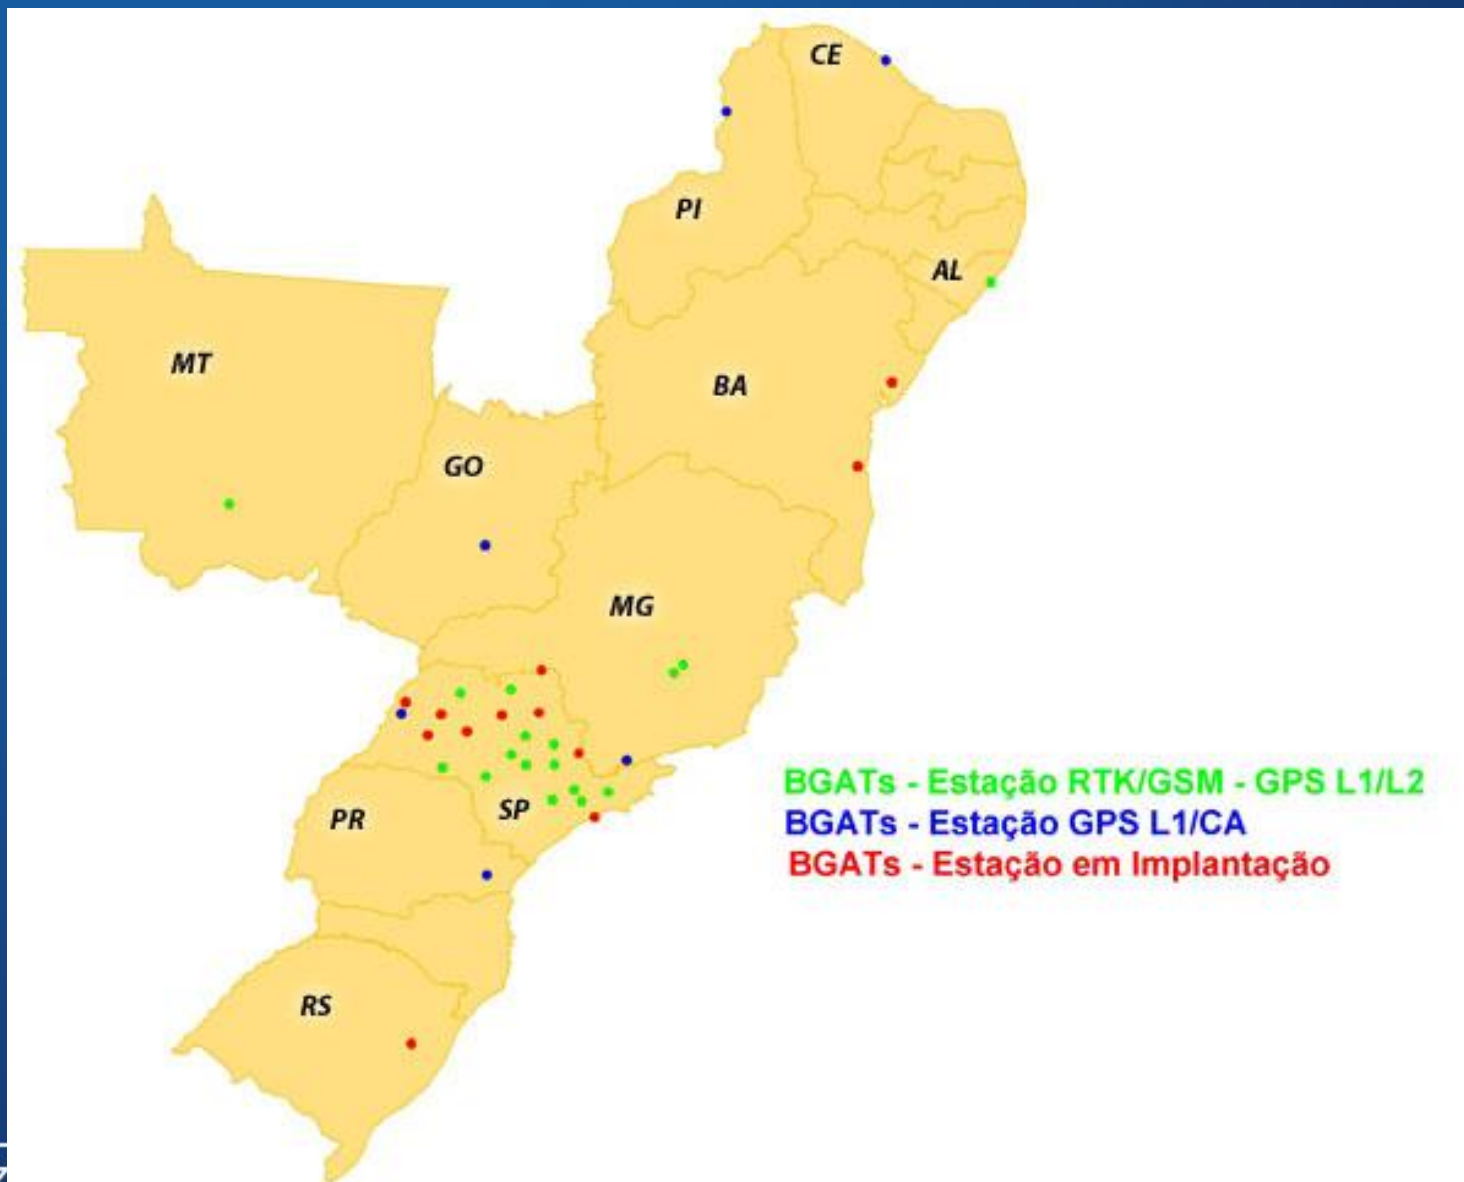 CE
PI
AL
MT
BA
GO
MG
SP
PR
RS
BGATs - Estação RTK/GSM - GPS L1/L2
BGATs - Estação GPS L1/CA
BGATs - Estação em Implantação